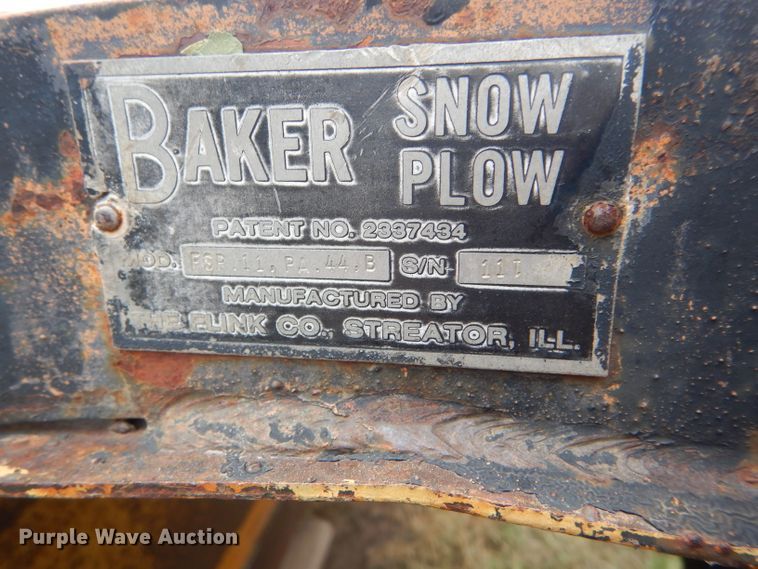 BAKER SNOW PLOW
PATENT NO. 2337434
MOD. FSP 11, PA.44.B S/N 111
MANUFACTURED BY
THE FLINK CO., STREATOR, ILL.
Purple Wave Auction